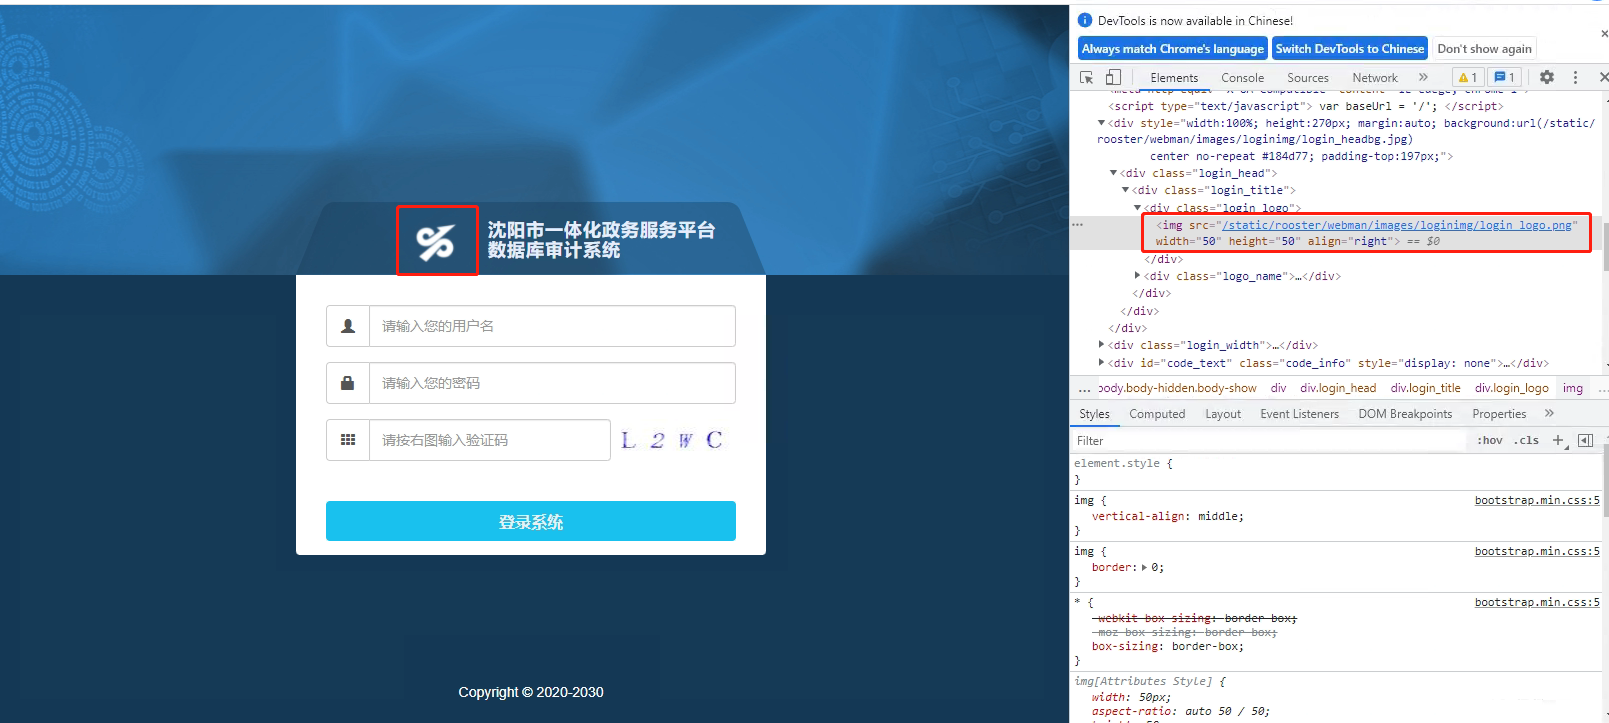 沈阳市一体化政务服务平台
数据库审计系统
请输入您的用户名
请输入您的密码
请按右图输入验证码
L 2 W C
登录系统
Copyright © 2020-2030
DevTools is now available in Chinese!
Always match Chrome's language
Switch DevTools to Chinese
Don't show again
Elements Console Sources Network » 1 1
<script type="text/javascript"> var baseUrl = '/'; </script>
<div style="width:100%; height:270px; margin:auto; background:url(/static/
rooster/webman/images/loginimg/login_headbg.jpg)
center no-repeat #184d77; padding-top:197px;">
<div class="login_head">
<div class="login_title">
<div class="login_logo">
<img src="/static/rooster/webman/images/loginimg/login_logo.png"
width="50" height="50" align="right"> == $0
</div>
<div class="logo_name">…</div>
</div>
</div>
</div>
<div class="login_width">…</div>
<div id="code_text" class="code_info" style="display: none">…</div>
... body.body-hidden.body-show div div.login_head div.login_title div.login_logo img ...
Styles Computed Layout Event Listeners DOM Breakpoints Properties »
Filter :hov .cls +
element.style {
}
img { bootstrap.min.css:5
vertical-align: middle;
}
img { bootstrap.min.css:5
border: 0;
}
* { bootstrap.min.css:5
-webkit-box-sizing: border-box;
-moz-box-sizing: border-box;
box-sizing: border-box;
}
img[Attributes Style] {
width: 50px;
aspect-ratio: auto 50 / 50;